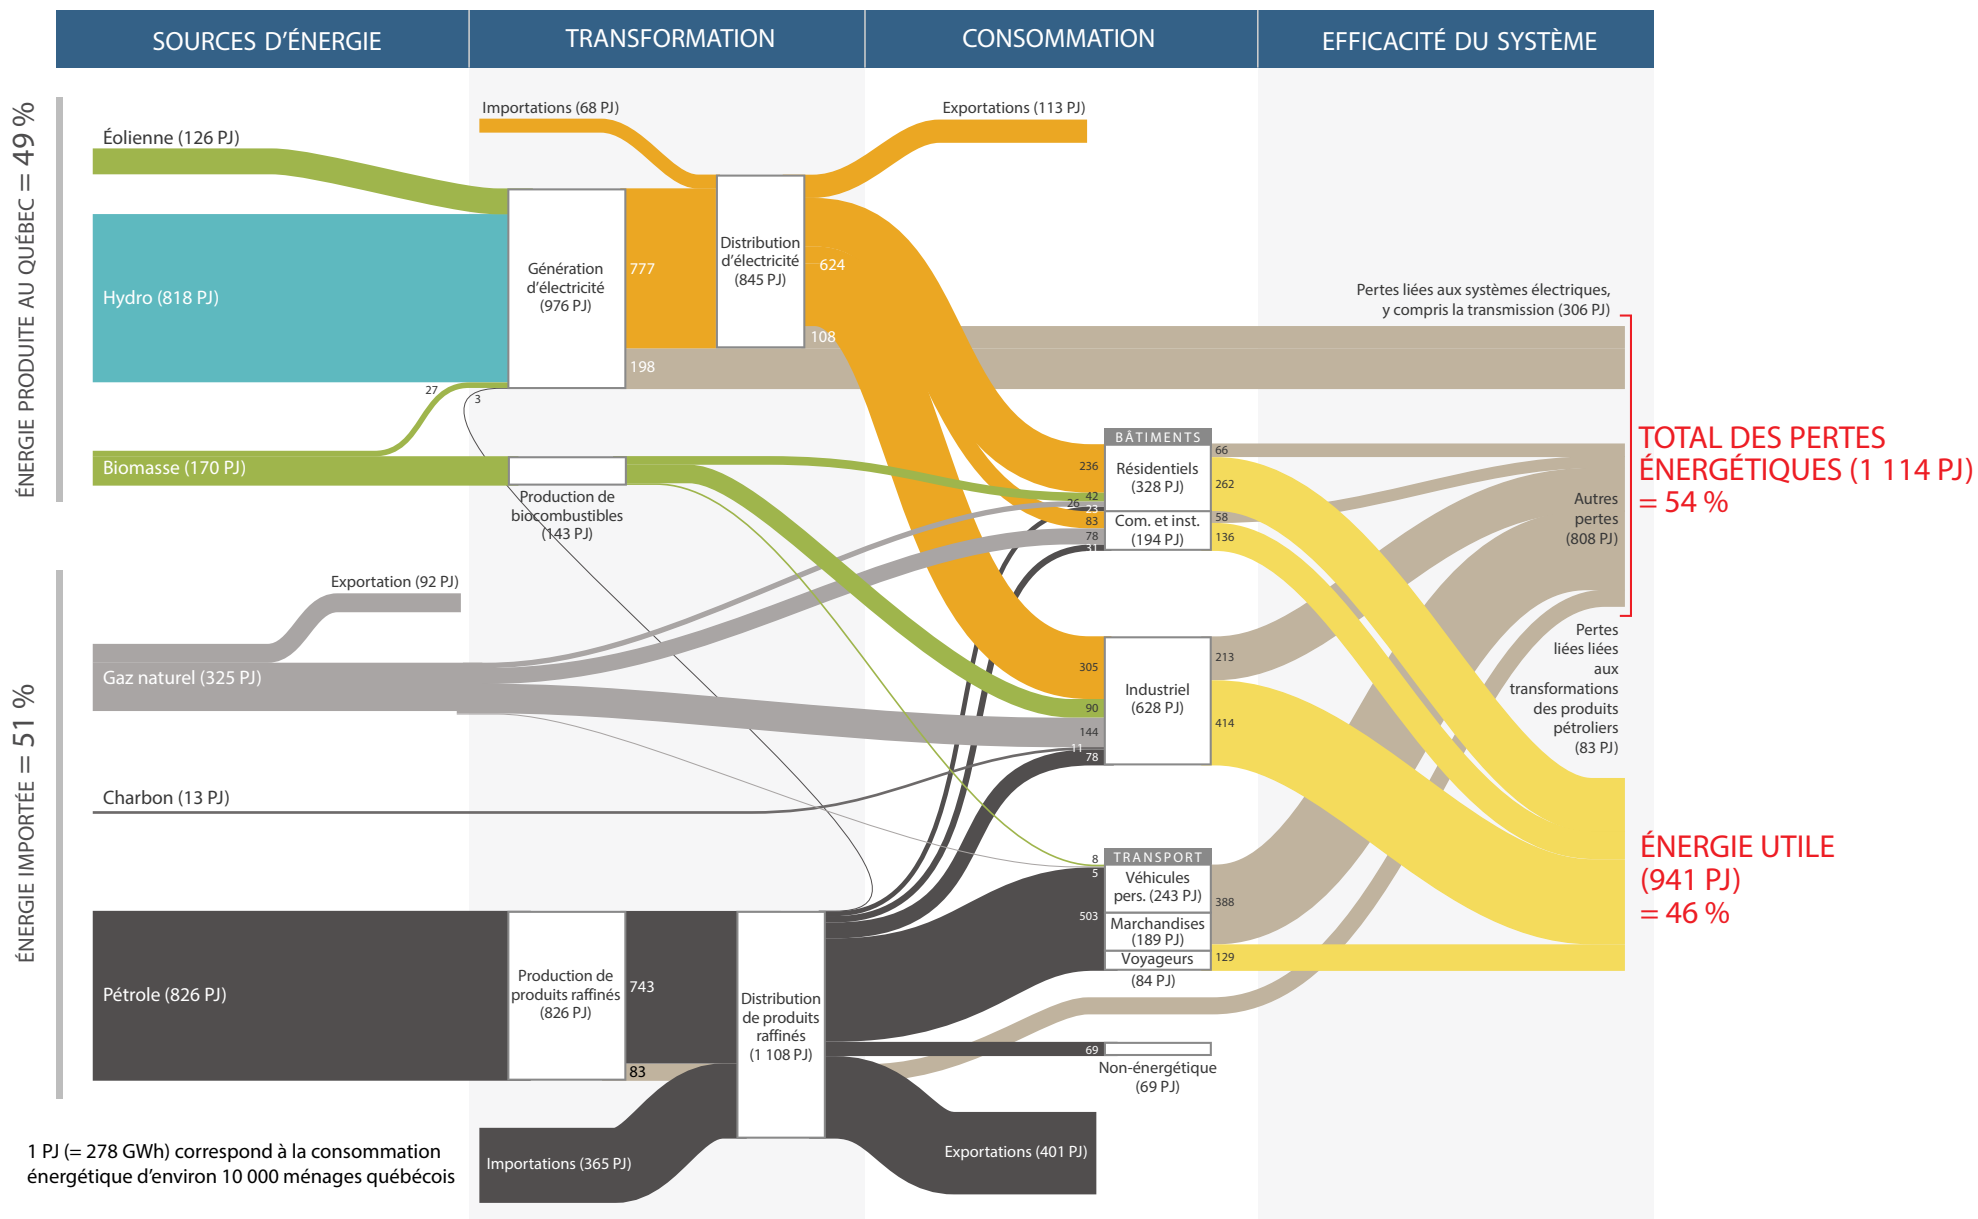 SOURCES D'ÉNERGIE
TRANSFORMATION
CONSOMMATION
EFFICACITÉ DU SYSTÈME
ÉNERGIE PRODUITE AU QUÉBEC = 49 %
Éolienne (126 PJ)
Hydro (818 PJ)
27
3
Biomasse (170 PJ)
ÉNERGIE IMPORTÉE = 51 %
Exportation (92 PJ)
Gaz naturel (325 PJ)
Charbon (13 PJ)
Pétrole (826 PJ)
Importations (68 PJ)
Génération
d'électricité
(976 PJ)
777
198
Distribution
d'électricité
(845 PJ)
624
108
Production de
biocombustibles
(143 PJ)
Production de
produits raffinés
(826 PJ)
743
83
Distribution
de produits
raffinés
(1 108 PJ)
Importations (365 PJ)
Exportations (113 PJ)
BÂTIMENTS
236
42
26
23
Résidentiels
(328 PJ)
66
262
83
78
31
Com. et inst.
(194 PJ)
58
136
305
90
144
11
78
Industriel
(628 PJ)
213
414
TRANSPORT
8
5
503
Véhicules
pers. (243 PJ)
Marchandises
(189 PJ)
Voyageurs
(84 PJ)
388
129
69
Non-énergétique
(69 PJ)
Exportations (401 PJ)
Pertes liées aux systèmes électriques,
y compris la transmission (306 PJ)
Autres
pertes
(808 PJ)
Pertes
liées liées
aux
transformations
des produits
pétroliers
(83 PJ)
TOTAL DES PERTES
ÉNERGÉTIQUES (1 114 PJ)
= 54 %
ÉNERGIE UTILE
(941 PJ)
= 46 %
1 PJ (= 278 GWh) correspond à la consommation
énergétique d'environ 10 000 ménages québécois